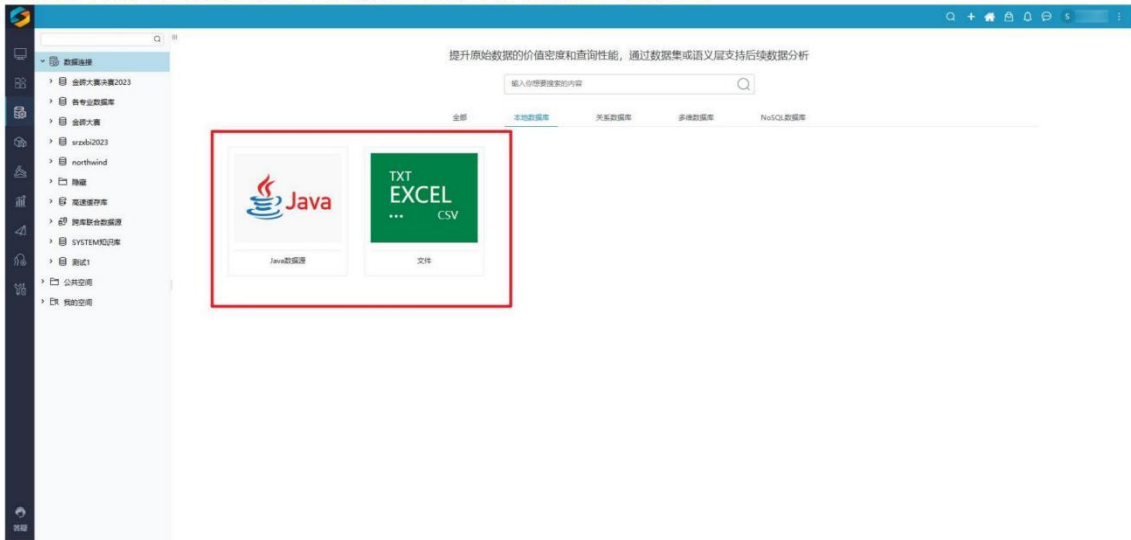 S
提升原始数据的价值密度和查询性能，通过数据集或语义层支持后续数据分析
输入你想要搜索的内容
全部
本地数据库
关系数据库
多维数据库
NoSQL数据库
数据连接
金砖大赛决赛2023
各专业数据库
金砖大赛
srzxbi2023
northwind
隐藏
高速缓存库
跨库联合数据源
SYSTEM知识库
测试1
公共空间
我的空间
Java
Java数据源
TXT
EXCEL
... CSV
文件